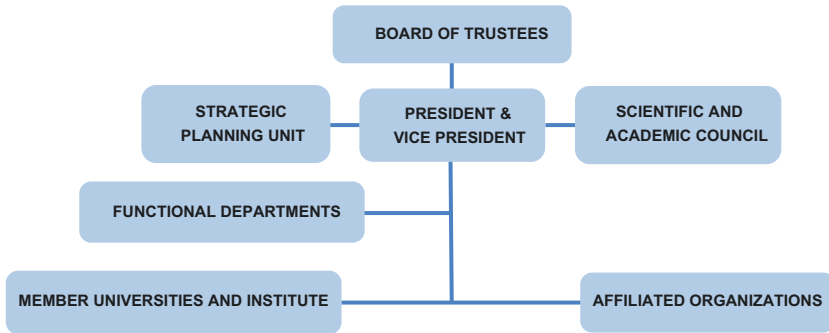 BOARD OF TRUSTEES
STRATEGIC
PLANNING UNIT
PRESIDENT &
VICE PRESIDENT
SCIENTIFIC AND
ACADEMIC COUNCIL
FUNCTIONAL DEPARTMENTS
MEMBER UNIVERSITIES AND INSTITUTE
AFFILIATED ORGANIZATIONS